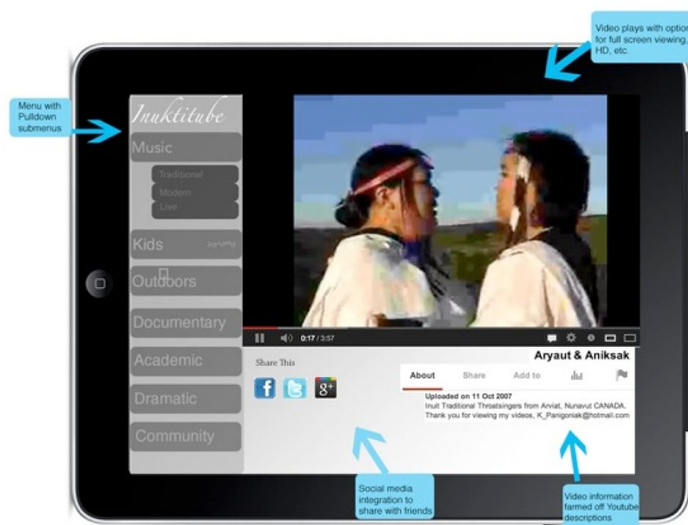 Video plays with option
for full screen viewing.
HD, etc.
Menu with
Pulldown
submenus
Inuktitube
Music
Traditional
Modern
Live
Kids
Outdoors
Documentary
Academic
Dramatic
Community
0:17 / 3:57
Aryaut & Aniksak
Share This
About Share Add to
Uploaded on 11 Oct 2007
Inuit Traditional Throatsingers from Arviat, Nunavut CANADA.
Thank you for viewing my videos, K_Panigoniak@hotmail.com
Social media
integration to
share with friends
Video information
farmed off Youtube
descriptions